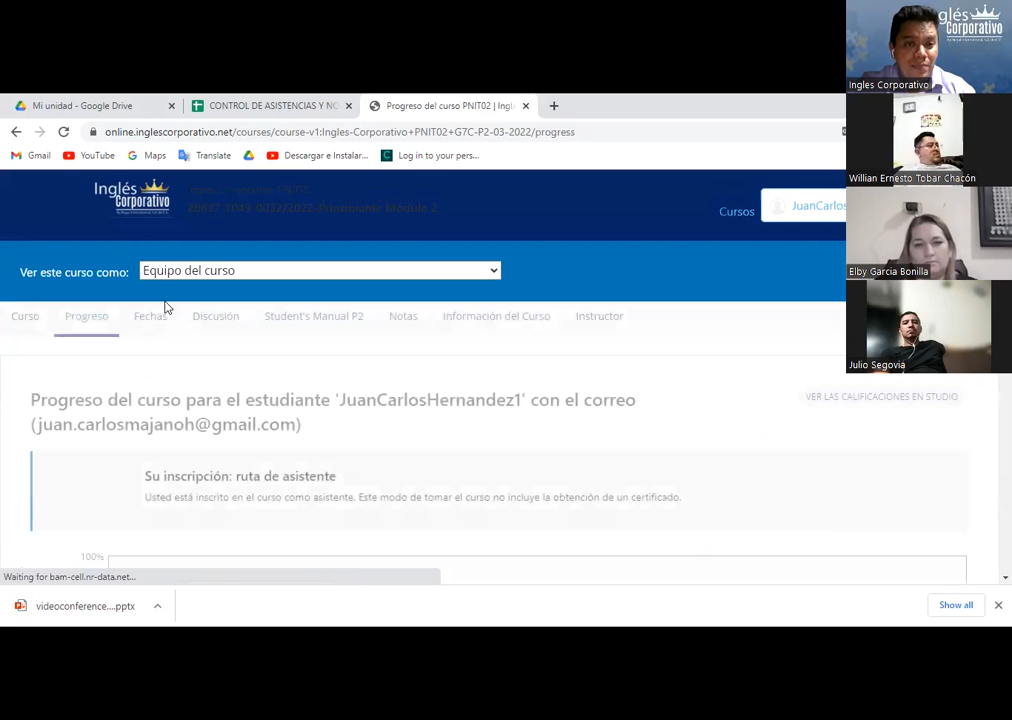 Mi unidad - Google Drive
CONTROL DE ASISTENCIAS Y NO
Progreso del curso PNIT02 | Ingl
online.inglescorporativo.net/courses/course-v1:Ingles-Corporativo+PNIT02+G7C-P2-03-2022/progress
Gmail
YouTube
Maps
Translate
Descargar e Instalar...
Log in to your pers...
Inglés
Corporativo
Principiante Módulo 2
Cursos
JuanCarlos
Ver este curso como:
Equipo del curso
Curso
Progreso
Fechas
Discusión
Student's Manual P2
Notas
Información del Curso
Instructor
Progreso del curso para el estudiante 'JuanCarlosHernandez1' con el correo
(juan.carlosmajanoh@gmail.com)
VER LAS CALIFICACIONES EN STUDIO
Su inscripción: ruta de asistente
Usted está inscrito en el curso como asistente. Este modo de tomar el curso no incluye la obtención de un certificado.
100%
Waiting for bam-cell.nr-data.net...
videoconference....pptx
Show all
glés
Corporativo
Ingles Corporativo
Willian Ernesto Tobar Chacón
Elby Garcia Bonilla
Julio Segovia